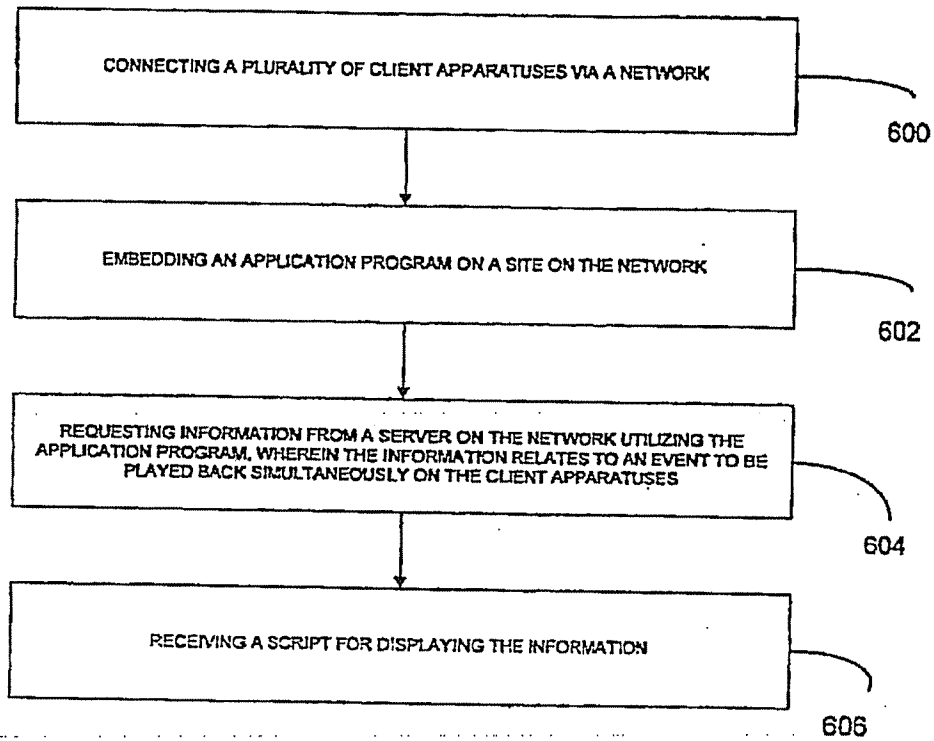 CONNECTING A PLURALITY OF CLIENT APPARATUSES VIA A NETWORK
600
EMBEDDING AN APPLICATION PROGRAM ON A SITE ON THE NETWORK
602
REQUESTING INFORMATION FROM A SERVER ON THE NETWORK UTILIZING THE
APPLICATION PROGRAM, WHEREIN THE INFORMATION RELATES TO AN EVENT TO BE
PLAYED BACK SIMULTANEOUSLY ON THE CLIENT APPARATUSES
604
RECEIVING A SCRIPT FOR DISPLAYING THE INFORMATION
606